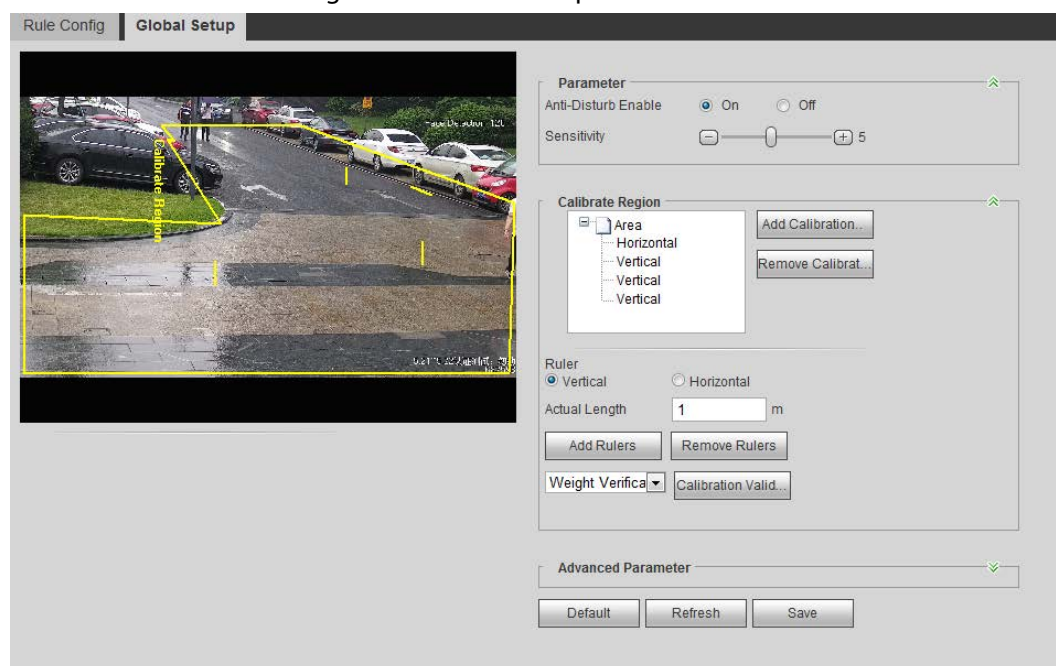 Rule Config Global Setup
Calibrate Region
Parameter
Anti-Disturb Enable On Off
Sensitivity 5
Calibrate Region
Area
Horizontal
Vertical
Vertical
Vertical
Add Calibration..
Remove Calibrat...
Ruler
Vertical Horizontal
Actual Length 1 m
Add Rulers Remove Rulers
Weight Verifica Calibration Valid...
Advanced Parameter
Default Refresh Save